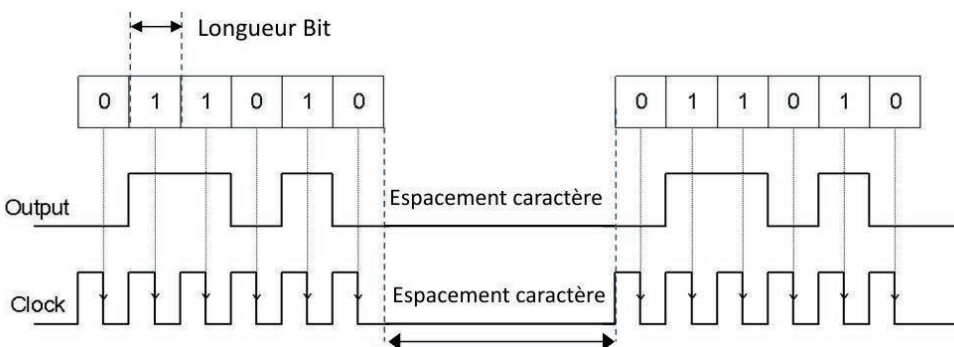 Longueur Bit
0 1 1 0 1 0 0 1 1 0 1 0
Output Espacement caractère
Clock Espacement caractère